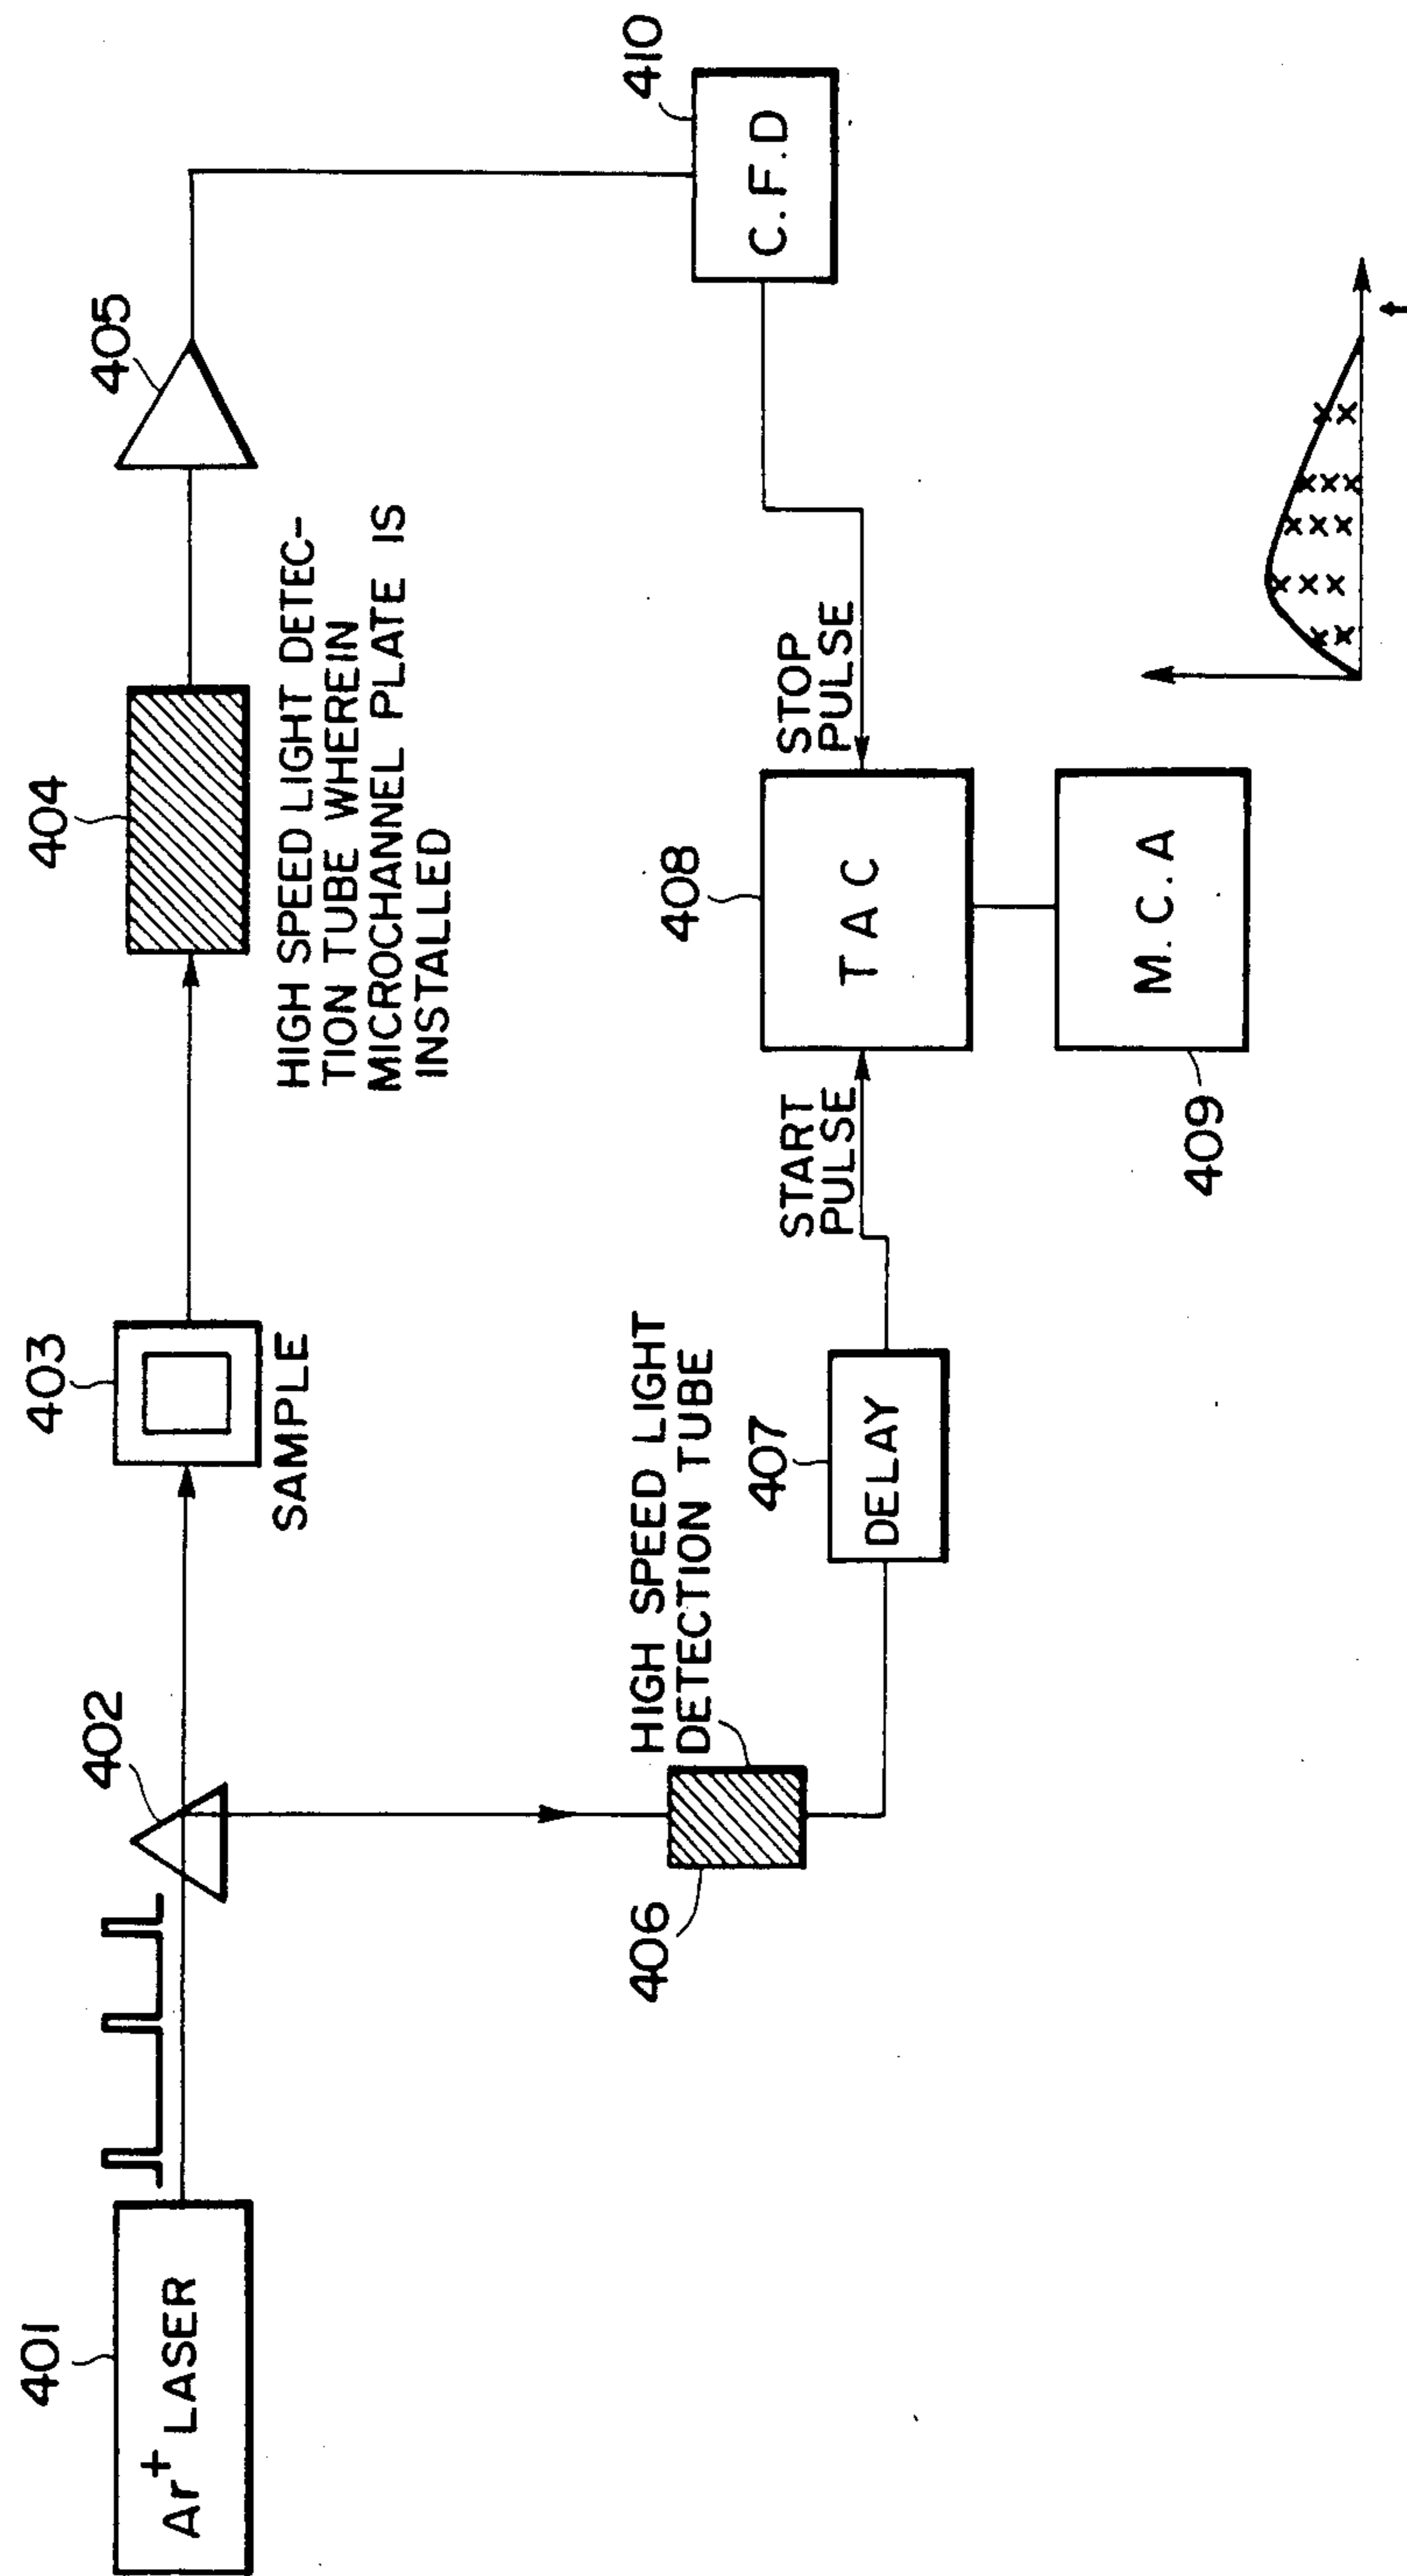 401
Ar+ LASER
402
403
SAMPLE
404
HIGH SPEED LIGHT DETEC-
TION TUBE WHEREIN
MICROCHANNEL PLATE IS
INSTALLED
405
406
HIGH SPEED LIGHT
DETECTION TUBE
407
DELAY
START
PULSE
408
TAC
STOP
PULSE
410
C.F.D
409
M.C.A
t